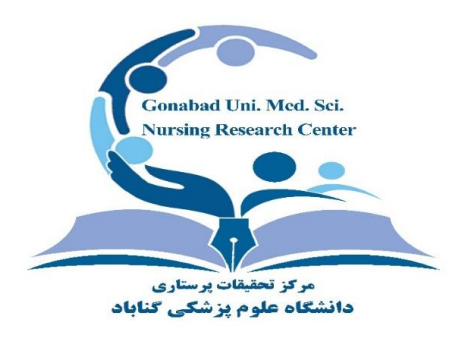 Gonabad Uni. Med. Sci.
Nursing Research Center
مرکز تحقیقات پرستاری
دانشگاه علوم پزشکی گناباد